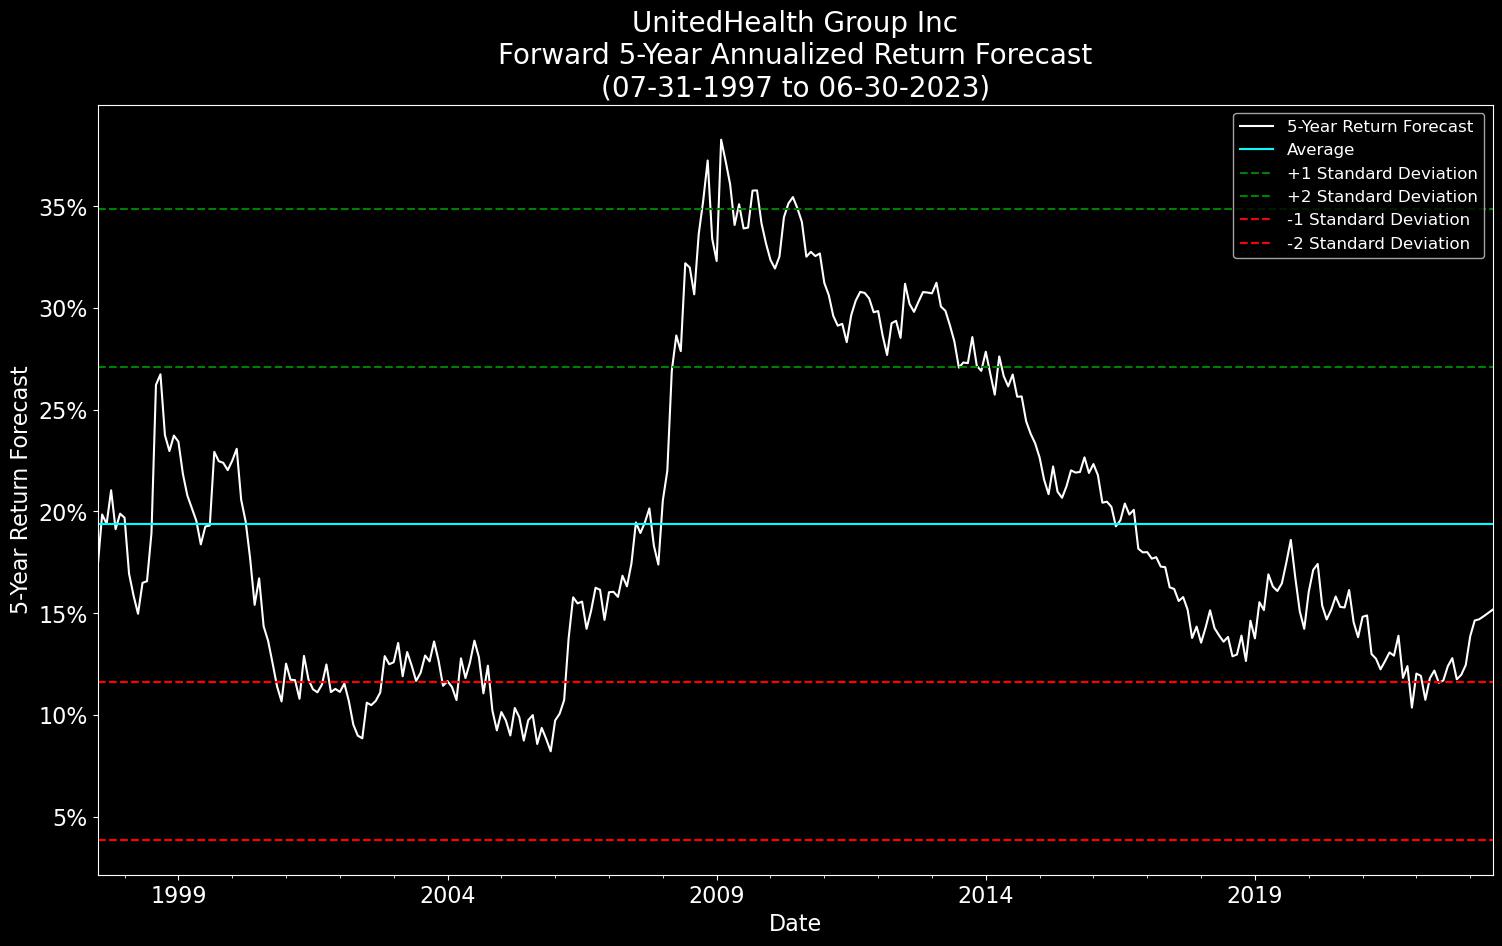 UnitedHealth Group Inc
Forward 5-Year Annualized Return Forecast
(07-31-1997 to 06-30-2023)
5-Year Return Forecast
Average
+1 Standard Deviation
+2 Standard Deviation
-1 Standard Deviation
-2 Standard Deviation
35%
30%
25%
20%
15%
10%
5%
5-Year Return Forecast
1999
2004
2009
2014
2019
Date